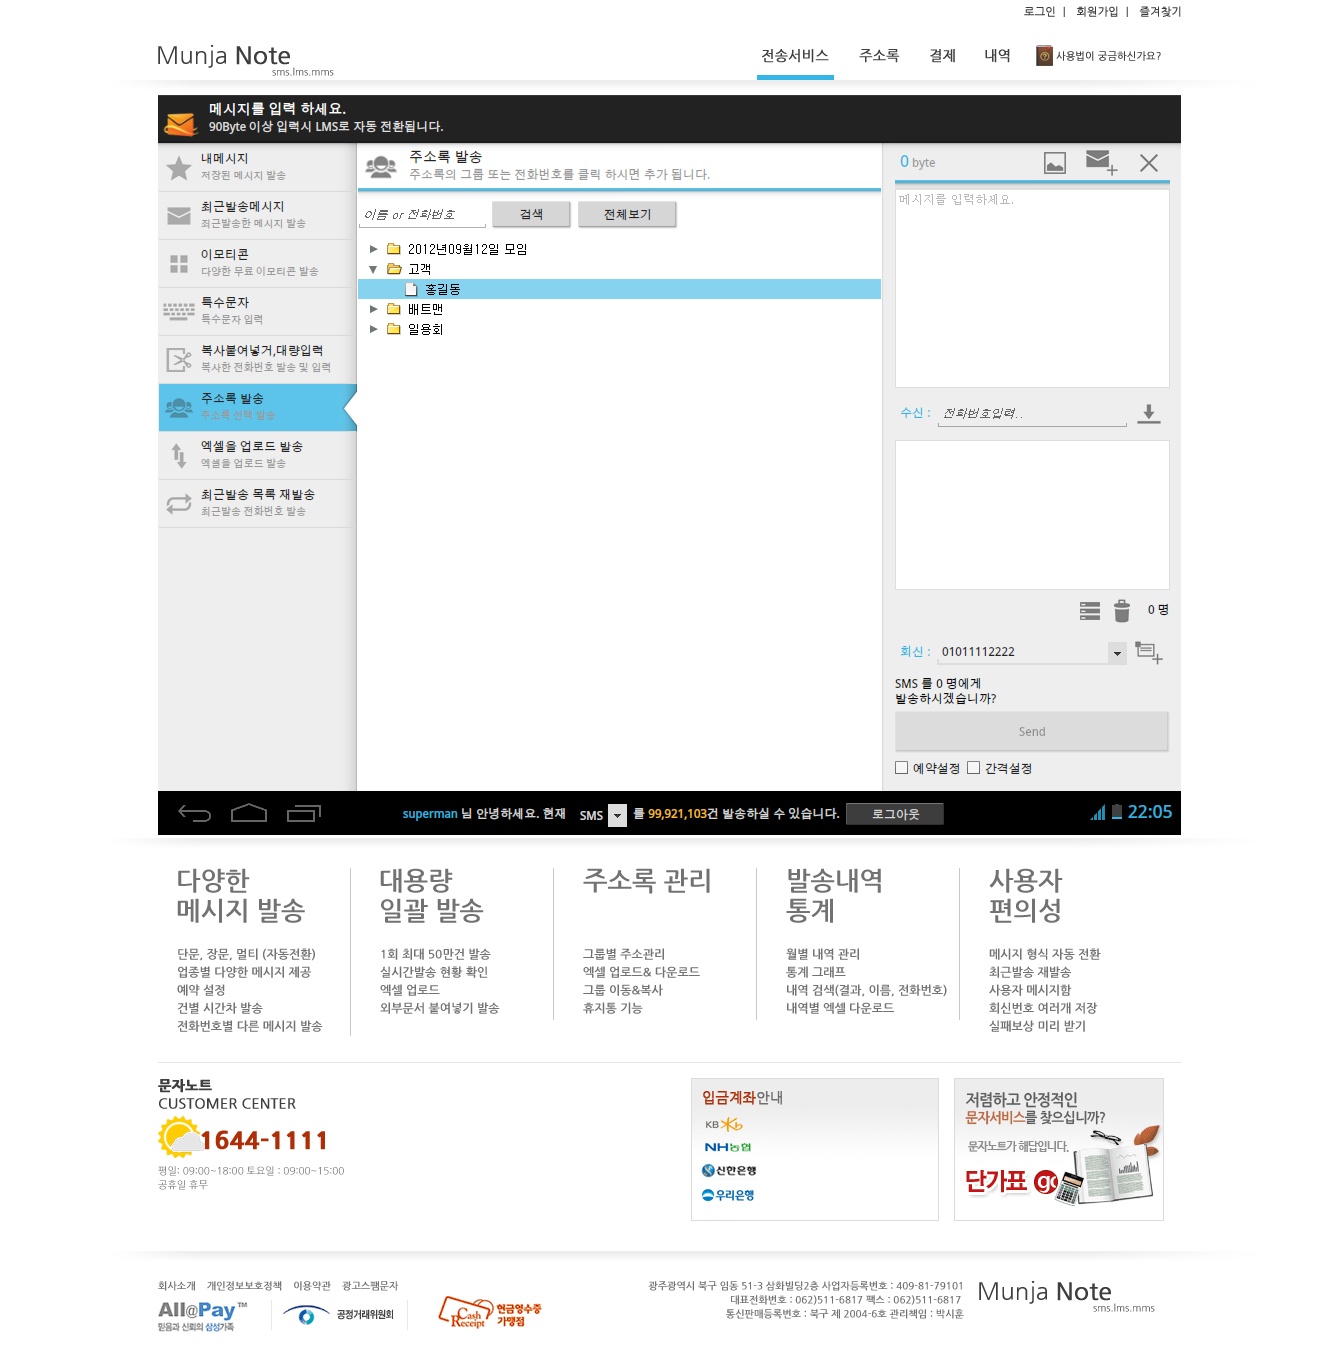 로그인 | 회원가입 | 즐겨찾기
Munja Note
sms.lms.mms
전송서비스 주소록 결제 내역 사용법이 궁금하신가요?
메시지를 입력 하세요.
90Byte 이상 입력시 LMS로 자동 전환됩니다.
내메시지
저장된 메시지 발송
최근발송메시지
최근발송한 메시지 발송
이모티콘
다양한 무료 이모티콘 발송
특수문자
특수문자 입력
복사붙여넣거,대량입력
복사한 전화번호 발송 및 입력
주소록 발송
주소록 선택 발송
엑셀을 업로드 발송
엑셀을 업로드 발송
최근발송 목록 재발송
최근발송 전화번호 발송
주소록 발송
주소록의 그룹 또는 전화번호를 클릭 하시면 추가 됩니다.
이름 or 전화번호 검색 전체보기
2012년09월12일 모임
고객
홍길동
배트맨
일용회
0 byte
메시지를 입력하세요.
수신 : 전화번호입력..
0 명
회신 : 01011112222
SMS 를 0 명에게
발송하시겠습니까?
Send
예약설정 간격설정
superman 님 안녕하세요. 현재 SMS 를 99,921,103건 발송하실 수 있습니다. 로그아웃 22:05
다양한
메시지 발송
단문, 장문, 멀티 (자동전환)
업종별 다양한 메시지 제공
예약 설정
건별 시간차 발송
전화번호별 다른 메시지 발송
대용량
일괄 발송
1회 최대 50만건 발송
실시간발송 현황 확인
엑셀 업로드
외부문서 붙여넣기 발송
주소록 관리
그룹별 주소관리
엑셀 업로드& 다운로드
그룹 이동&복사
휴지통 기능
발송내역
통계
월별 내역 관리
통계 그래프
내역 검색(결과, 이름, 전화번호)
내역별 엑셀 다운로드
사용자
편의성
메시지 형식 자동 전환
최근발송 재발송
사용자 메시지함
회신번호 여러개 저장
실패보상 미리 받기
문자노트
CUSTOMER CENTER
1644-1111
평일: 09:00~18:00 토요일 : 09:00~15:00
공휴일 휴무
입금계좌안내
KB
NH농협
신한은행
우리은행
저렴하고 안정적인
문자서비스를 찾으십니까?
문자노트가 해답입니다.
단가표 go
회사소개 개인정보보호정책 이용약관 광고스팸문자
All@Pay™
믿음과 신뢰의 삼성가족
공정거래위원회
Cash Receipt
현금영수증
가맹점
광주광역시 북구 임동 51-3 삼화빌딩2층 사업자등록번호 : 409-81-79101
대표전화번호 : 062)511-6817 팩스 : 062)511-6817
통신판매등록번호 : 북구 제 2004-6호 관리책임 : 박시훈
Munja Note
sms.lms.mms